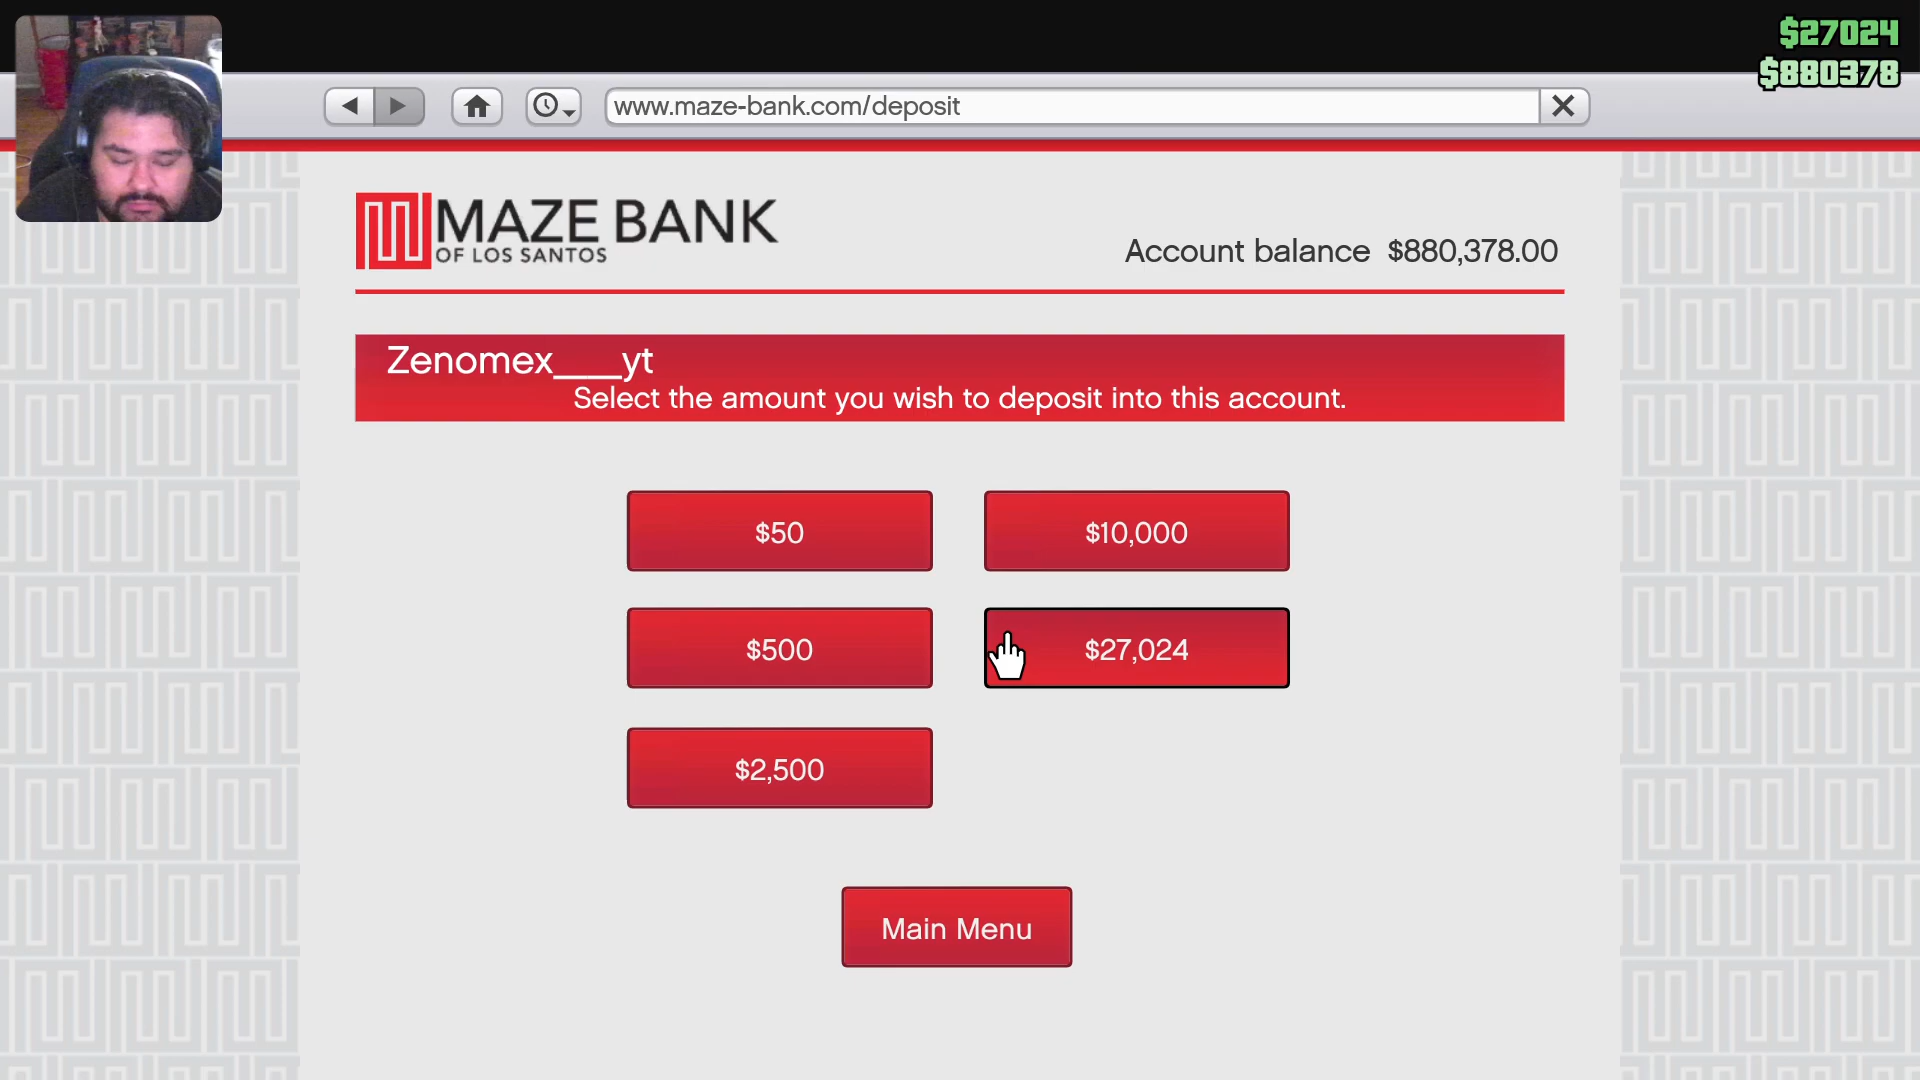 $27024
$880378
www.maze-bank.com/deposit
MAZE BANK
OF LOS SANTOS
Account balance $880,378.00
Zenomex____yt
Select the amount you wish to deposit into this account.
$50
$10,000
$500
$27,024
$2,500
Main Menu